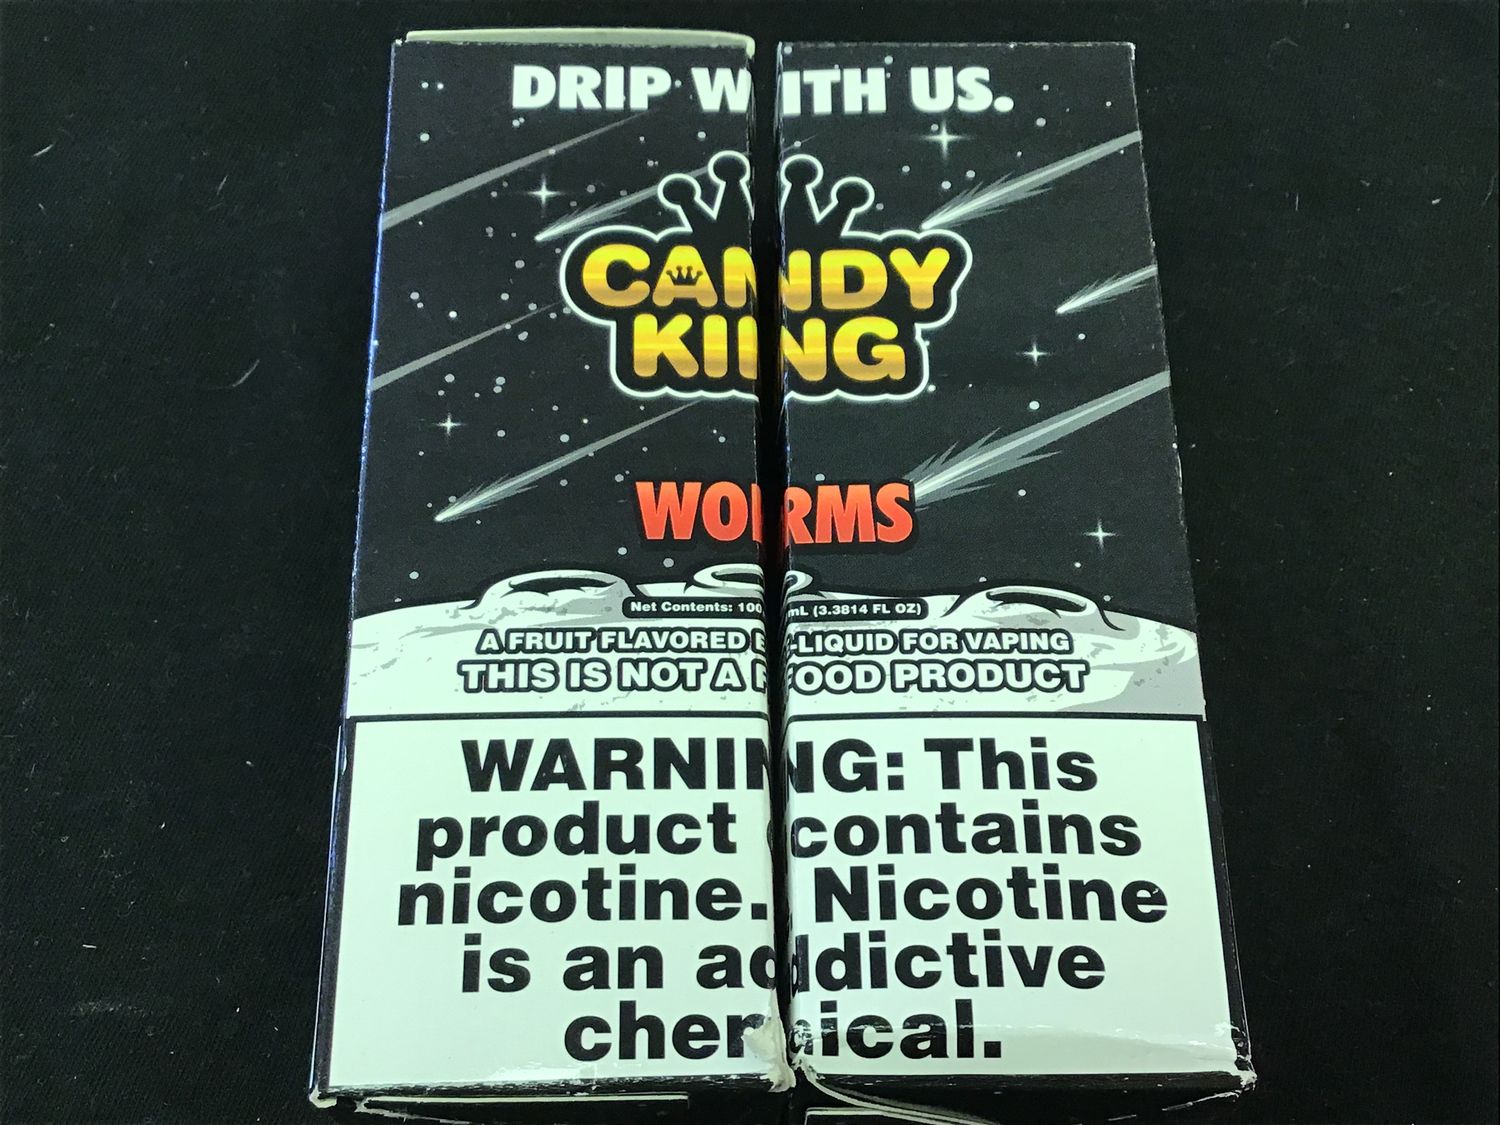 DRIP WITH US.
CANDY
KING
WORMS
Net Contents: 100 mL (3.3814 FL OZ)
A FRUIT FLAVORED E-LIQUID FOR VAPING
THIS IS NOT A FOOD PRODUCT
WARNING: This
product contains
nicotine. Nicotine
is an addictive
chemical.